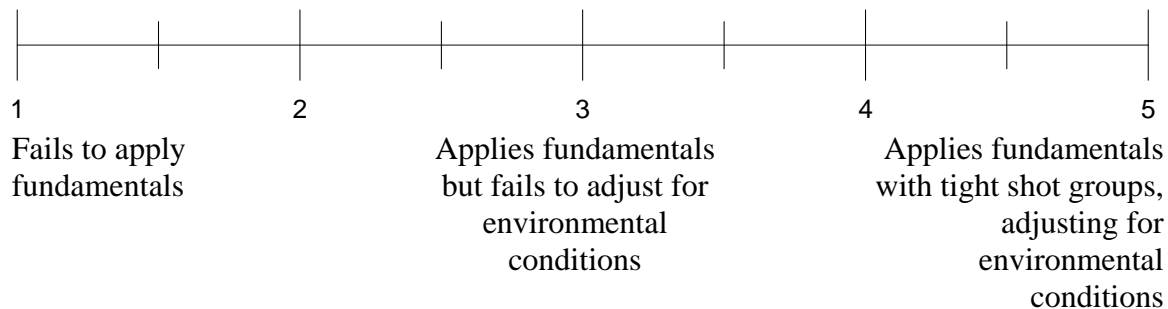 1 2 3 4 5
Fails to apply
fundamentals
Applies fundamentals
but fails to adjust for
environmental
conditions
Applies fundamentals
with tight shot groups,
adjusting for
environmental
conditions